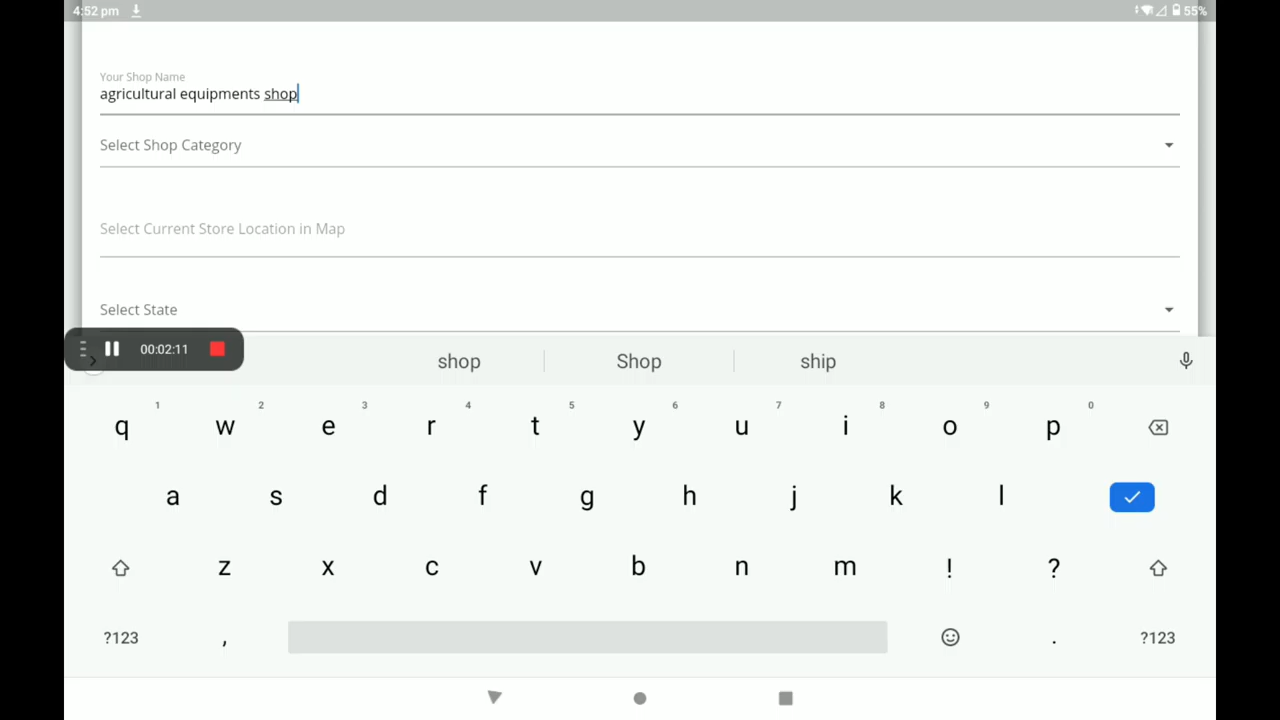 4:52 pm 55%
Your Shop Name
agricultural equipments shop
Select Shop Category
Select Current Store Location in Map
Select State
00:02:11
shop Shop ship
1 2 3 4 5 6 7 8 9 0
q w e r t y u i o p
a s d f g h j k l
z x c v b n m ! ?
?123 , . ?123